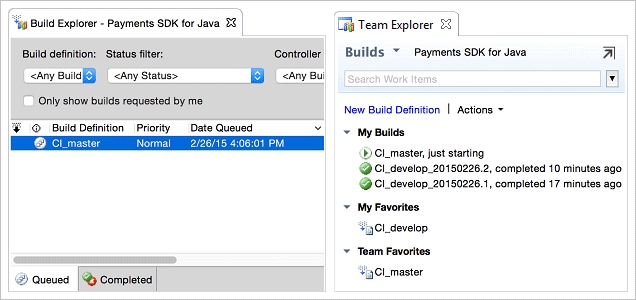 Build Explorer - Payments SDK for Java
Build definition: Status filter: Controller
<Any Build <Any Status> <Any Bui
Only show builds requested by me
Build Definition Priority Date Queued
CI_master Normal 2/26/15 4:06:01 PM
Queued Completed
Team Explorer
Builds Payments SDK for Java
Search Work Items
New Build Definition | Actions
My Builds
CI_master, just starting
CI_develop_20150226.2, completed 10 minutes ago
CI_develop_20150226.1, completed 17 minutes ago
My Favorites
CI_develop
Team Favorites
CI_master